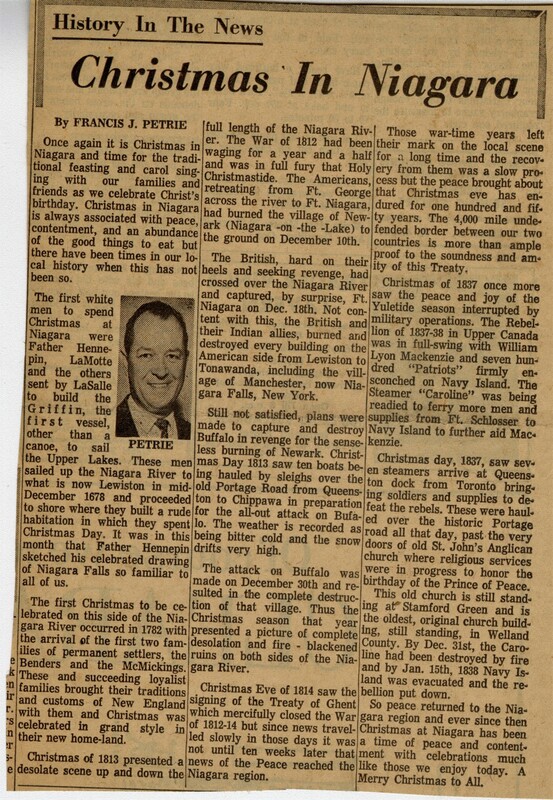 History In The News
Christmas In Niagara
By FRANCIS J. PETRIE
Once again it is Christmas in
Niagara and time for the tradi-
tional feasting and carol sing-
ing with our families and
friends as we celebrate Christ's
birthday. Christmas in Niagara
is always associated with peace,
contentment, and an abundance
of the good things to eat but
there have been times in our lo-
cal history when this has not
been so.
The first white
men to spend
Christmas at
Niagara were
Father Henne-
pin, LaMotte
and the others
sent by LaSalle
to build the
Griffin, the
first vessel,
other than a
canoe, to sail
PETRIE
the Upper Lakes. These men
sailed up the Niagara River to
what is now Lewiston in mid-
December 1678 and proceeded
to shore where they built a rude
habitation in which they spent
Christmas Day. It was in this
month that Father Hennepin
sketched his celebrated drawing
of Niagara Falls so familiar to
all of us.
The first Christmas to be ce-
lebrated on this side of the Nia-
gara River occurred in 1782 with
the arrival of the first two fam-
ilies of permanent settlers, the
Benders and the McMickings.
These and succeeding loyalist
families brought their traditions
and customs of New England
with them and Christmas was
celebrated in grand style in
their new home-land.
Christmas of 1813 presented a
desolate scene up and down the
full length of the Niagara Riv-
er. The War of 1812 had been
waging for a year and a half
and was in full fury that Holy
Christmastide. The Americans,
retreating from Ft. George
across the river to Ft. Niagara,
had burned the village of New-
ark (Niagara -on -the -Lake) to
the ground on December 10th.
The British, hard on their
heels and seeking revenge, had
crossed over the Niagara River
and captured, by surprise, Ft.
Niagara on Dec. 18th. Not con-
tent with this, the British and
their Indian allies, burned and
destroyed every building on the
American side from Lewiston to
Tonawanda, including the vill-
age of Manchester, now Nia-
gara Falls, New York.
Still not satisfied, plans were
made to capture and destroy
Buffalo in revenge for the sense-
less burning of Newark. Christ-
mas Day 1813 saw ten boats be-
ing hauled by sleighs over the
old Portage Road from Queens-
ton to Chippawa in preparation
for the all-out attack on Buffa-
lo. The weather is recorded as
being bitter cold and the snow
drifts very high.
The attack on Buffalo was
made on December 30th and re-
sulted in the complete destruc-
tion of that village. Thus the
Christmas season that year
presented a picture of complete
desolation and fire - blackened
ruins on both sides of the Nia-
gara River.
Christmas Eve of 1814 saw the
signing of the Treaty of Ghent
which mercifully closed the War
of 1812-14 but since news travel-
led slowly in those days it was
not until ten weeks later that
news of the Peace reached the
Niagara region.
Those war-time years left
their mark on the local scene
for a long time and the recov-
ery from them was a slow pro-
cess but the peace brought about
that Christmas eve has en-
dured for one hundred and fif-
ty years. The 4,000 mile unde-
fended border between our two
countries is more than ample
proof to the soundness and am-
ity of this Treaty.
Christmas of 1837 once more
saw the peace and joy of the
Yuletide season interrupted by
military operations. The Rebel-
lion of 1837-38 in Upper Canada
was in full-swing with William
Lyon Mackenzie and seven hun-
dred "Patriots" firmly en-
sconched on Navy Island. The
Steamer "Caroline" was being
readied to ferry more men and
supplies from Ft. Schlosser to
Navy Island to further aid Mac-
kenzie.
Christmas day, 1837, saw sev-
en steamers arrive at Queens-
ton dock from Toronto bring-
ing soldiers and supplies to de-
feat the rebels. These were haul-
ed over the historic Portage
road all that day, past the very
doors of old St. John's Anglican
church where religious services
were in progress to honor the
birthday of the Prince of Peace.
This old church is still stand-
ing at Stamford Green and is
the oldest, original church build-
ing, still standing, in Welland
County. By Dec. 31st, the Caro-
line had been destroyed by fire
and by Jan. 15th, 1838 Navy Is-
land was evacuated and the re-
bellion put down.
So peace returned to the Nia-
gara region and ever since then
Christmas at Niagara has been
a time of peace and content-
ment with celebrations much
like those we enjoy today. A
Merry Christmas to All.